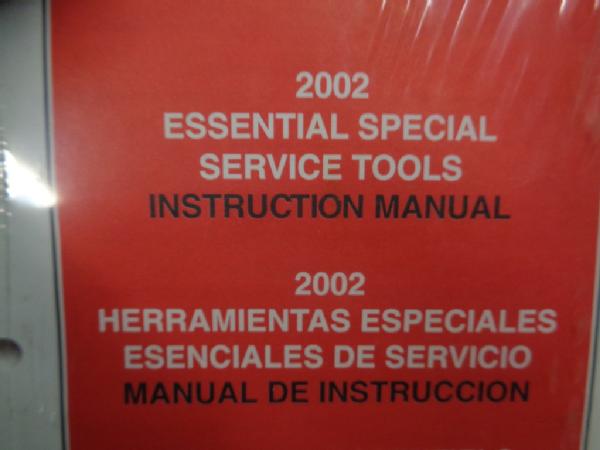 2002
ESSENTIAL SPECIAL
SERVICE TOOLS
INSTRUCTION MANUAL
2002
HERRAMIENTAS ESPECIALES
ESENCIALES DE SERVICIO
MANUAL DE INSTRUCCION